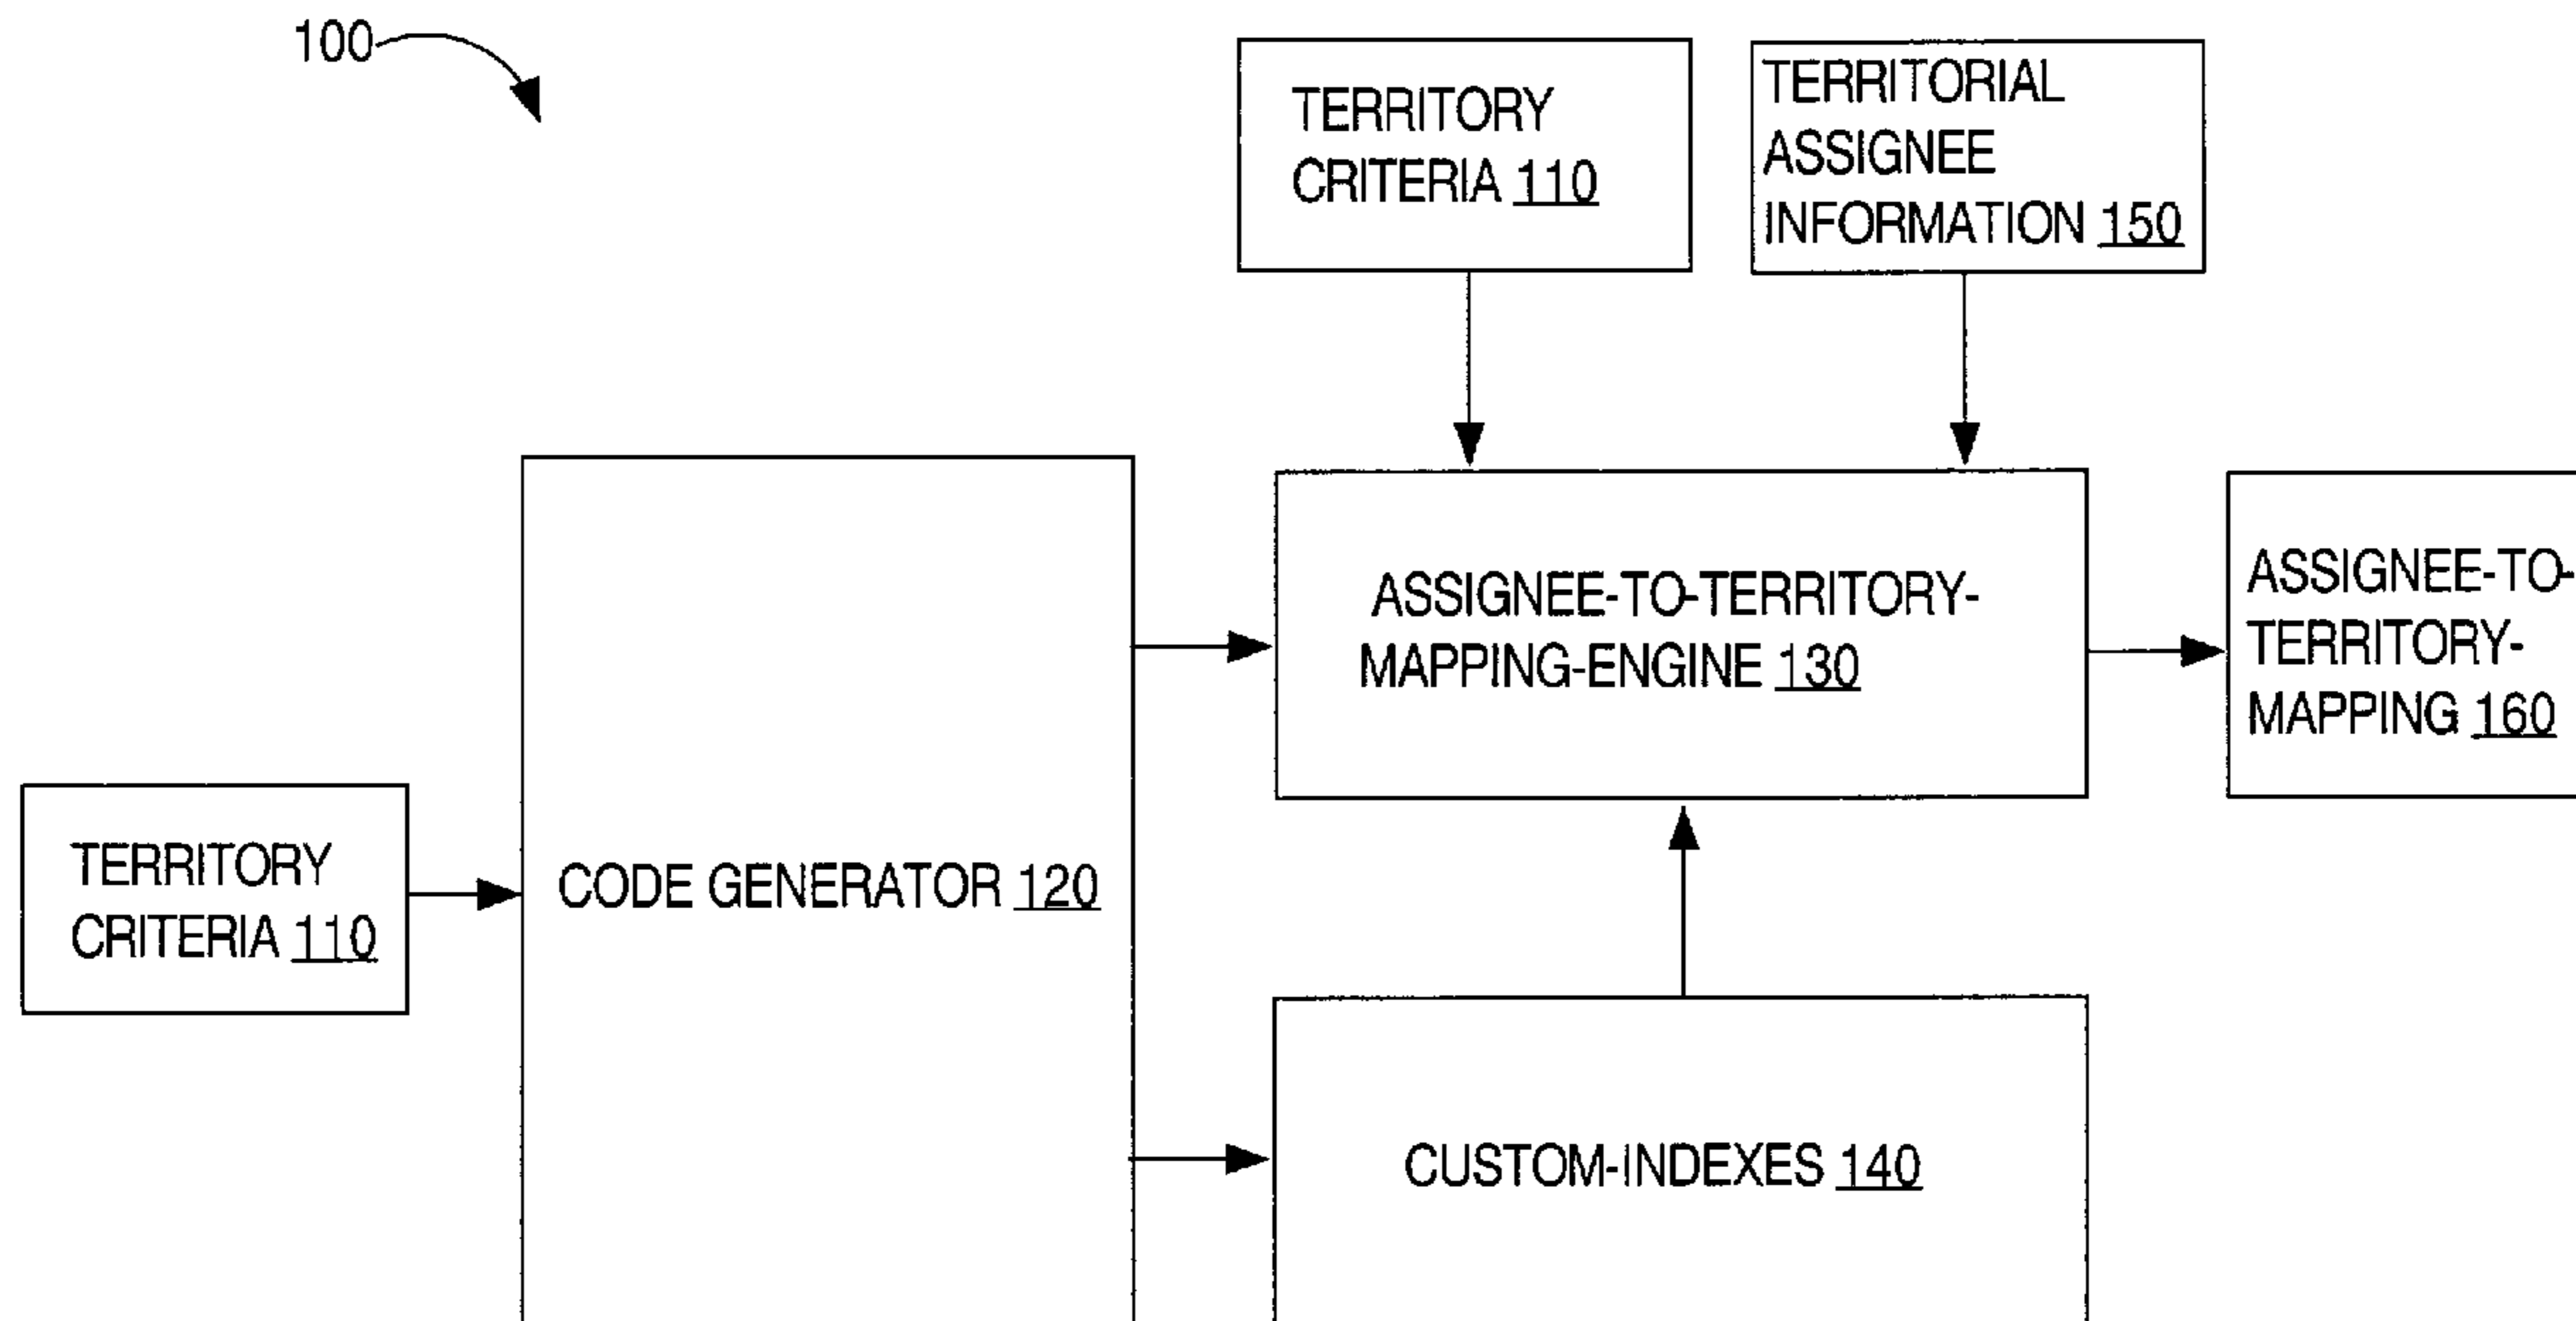 100
TERRITORY
CRITERIA 110
TERRITORIAL
ASSIGNEE
INFORMATION 150
ASSIGNEE-TO-TERRITORY-
MAPPING-ENGINE 130
ASSIGNEE-TO-
TERRITORY-
MAPPING 160
TERRITORY
CRITERIA 110
CODE GENERATOR 120
CUSTOM-INDEXES 140